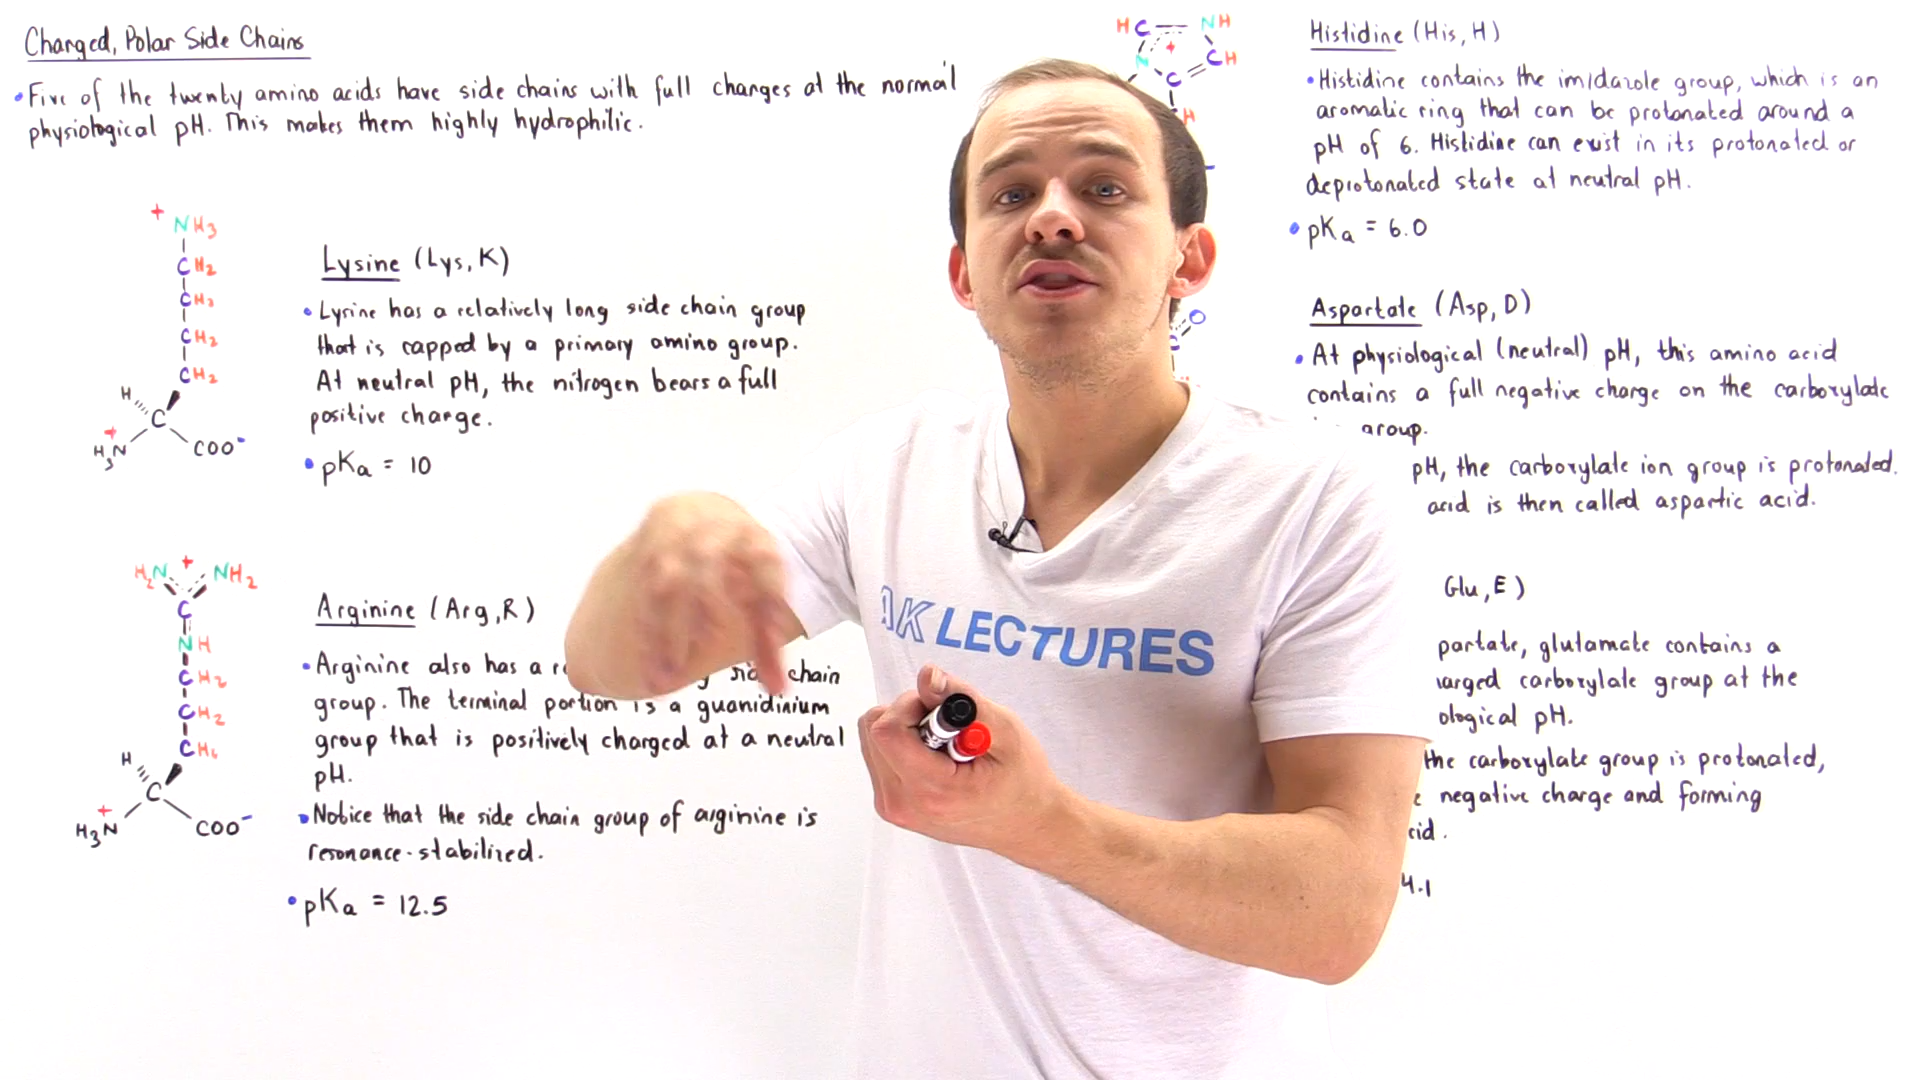 Charged, Polar Side Chains
• Five of the twenty amino acids have side chains with full charges at the normal
physiological pH. This makes them highly hydrophilic.
+
NH3
CH2
CH2
CH2
CH2
H
C
+
H3N
COO-
Lysine (Lys, K)
• Lysine has a relatively long side chain group
that is capped by a primary amino group.
At neutral pH, the nitrogen bears a full
positive charge.
• pKa = 10
+
H2N NH2
C
NH
CH2
CH2
CH2
H
C
+
H3N
COO-
Arginine (Arg, R)
• Arginine also has a side chain
group. The terminal portion is a guanidinium
group that is positively charged at a neutral
pH.
• Notice that the side chain group of arginine is
resonance-stabilized.
• pKa = 12.5
HC NH
+
N CH
C
H
O
C
AK LECTURES
Histidine (His, H)
• Histidine contains the imidazole group, which is an
aromatic ring that can be protonated around a
pH of 6. Histidine can exist in its protonated or
deprotonated state at neutral pH.
• pKa = 6.0
Aspartate (Asp, D)
• At physiological (neutral) pH, this amino acid
contains a full negative charge on the carboxylate
group.
pH, the carboxylate ion group is protonated.
acid is then called aspartic acid.
Glu, E)
partate, glutamate contains a
arged carboxylate group at the
ological pH.
the carboxylate group is protonated,
e negative charge and forming
cid.
4.1